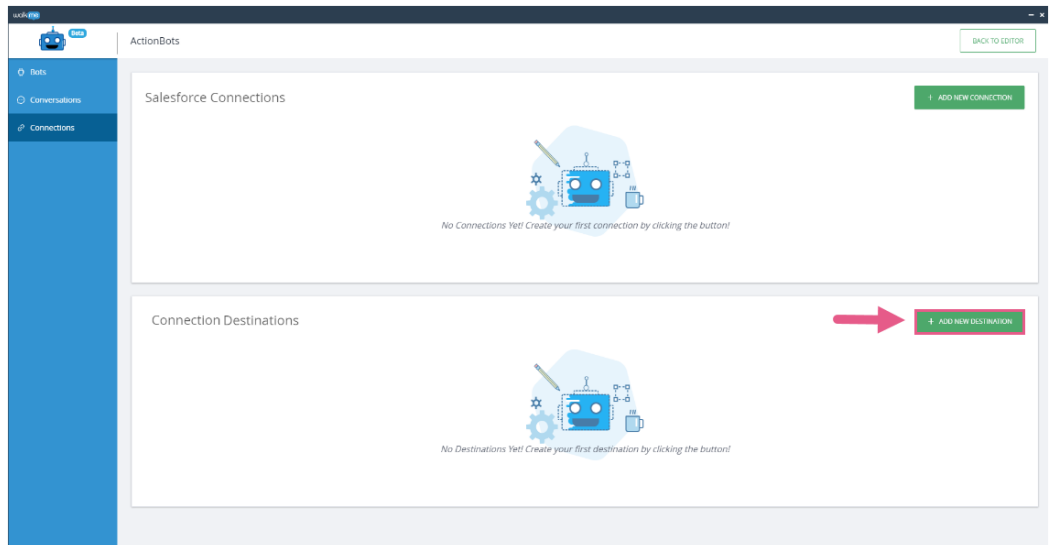 walkme
Beta
ActionBots
BACK TO EDITOR
Bots
Conversations
Connections
Salesforce Connections
+ ADD NEW CONNECTION
No Connections Yet! Create your first connection by clicking the button!
Connection Destinations
+ ADD NEW DESTINATION
No Destinations Yet! Create your first destination by clicking the button!